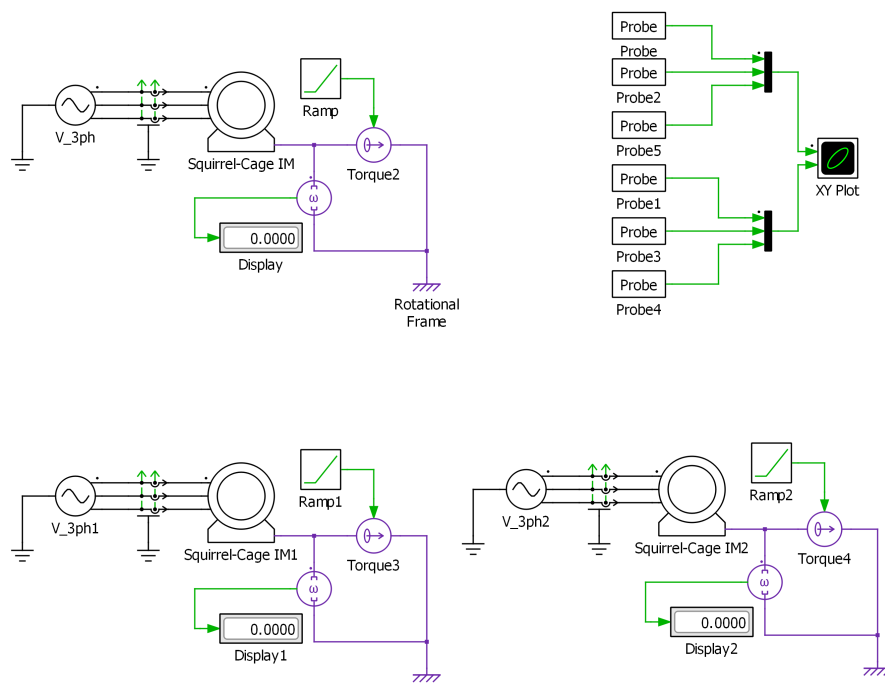 Probe
Probe
Probe
Probe2
Probe
Probe5
Probe
Probe1
Probe
Probe3
Probe
Probe4
XY Plot
V_3ph
Squirrel-Cage IM
Ramp
Torque2
ω
0.0000
Display
Rotational
Frame
V_3ph1
Squirrel-Cage IM1
Ramp1
Torque3
ω
0.0000
Display1
V_3ph2
Squirrel-Cage IM2
Ramp2
Torque4
ω
0.0000
Display2